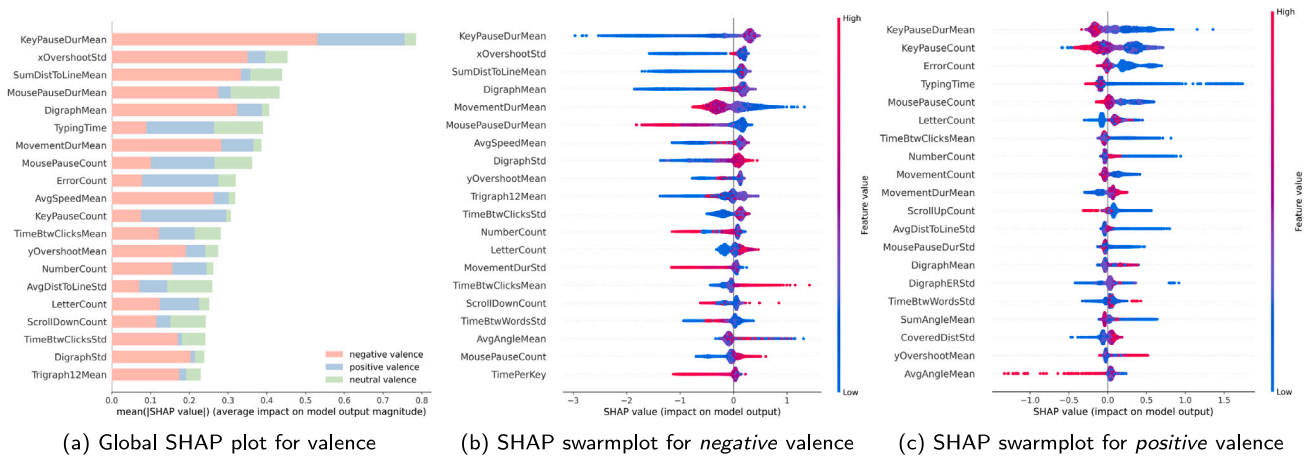 KeyPauseDurMean
xOvershootStd
SumDistToLineMean
MousePauseDurMean
DigraphMean
TypingTime
MovementDurMean
MousePauseCount
ErrorCount
AvgSpeedMean
KeyPauseCount
TimeBtwClicksMean
yOvershootMean
NumberCount
AvgDistToLineStd
LetterCount
ScrollDownCount
TimeBtwClicksStd
DigraphStd
Trigraph12Mean
negative valence
positive valence
neutral valence
0.0 0.1 0.2 0.3 0.4 0.5 0.6 0.7 0.8
mean(|SHAP value|) (average impact on model output magnitude)
(a) Global SHAP plot for valence
KeyPauseDurMean
xOvershootStd
SumDistToLineMean
DigraphMean
MovementDurMean
MousePauseDurMean
AvgSpeedMean
DigraphStd
yOvershootMean
Trigraph12Mean
TimeBtwClicksStd
NumberCount
LetterCount
MovementDurStd
TimeBtwClicksMean
ScrollDownCount
TimeBtwWordsStd
AvgAngleMean
MousePauseCount
TimePerKey
−3 −2 −1 0 1
SHAP value (impact on model output)
High
Feature value
Low
(b) SHAP swarmplot for negative valence
KeyPauseDurMean
KeyPauseCount
ErrorCount
TypingTime
MousePauseCount
LetterCount
TimeBtwClicksMean
NumberCount
MovementCount
MovementDurMean
ScrollUpCount
AvgDistToLineStd
MousePauseDurStd
DigraphMean
DigraphERStd
TimeBtwWordsStd
SumAngleMean
CoveredDistStd
yOvershootMean
AvgAngleMean
−1.0 −0.5 0.0 0.5 1.0 1.5
SHAP value (impact on model output)
High
Feature value
Low
(c) SHAP swarmplot for positive valence